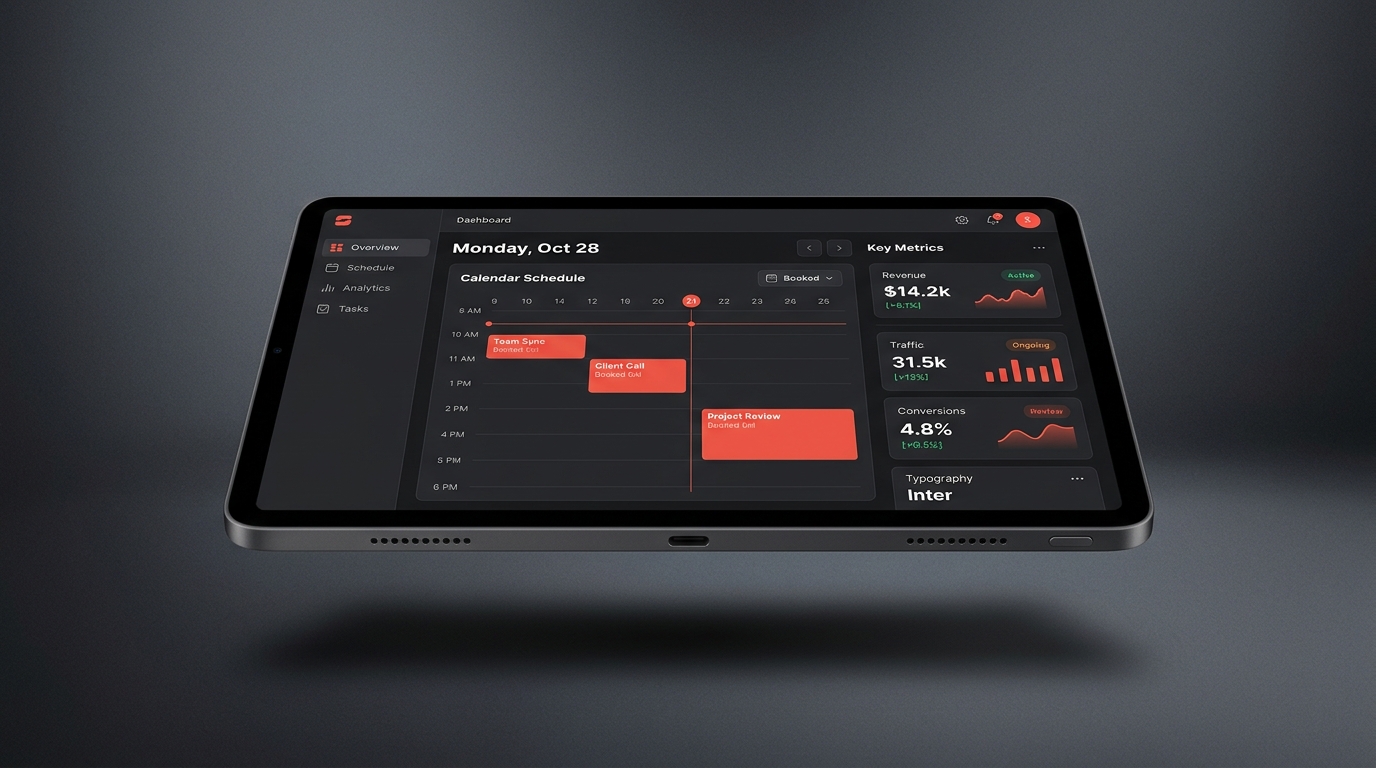 Daehboard
Overview
Schedule
Analytics
Tasks
Monday, Oct 28
Calendar Schedule
Booked
9 10 14 12 19 20 21 22 23 26 25
8 AM
10 AM
11 AM
1 PM
2 PM
4 PM
5 PM
6 PM
Team Sync
Client Call
Booked
Project Review
Key Metrics
Revenue
Active
$14.2k
Traffic
Ongoing
31.5k
Conversions
4.8%
Typography
Inter